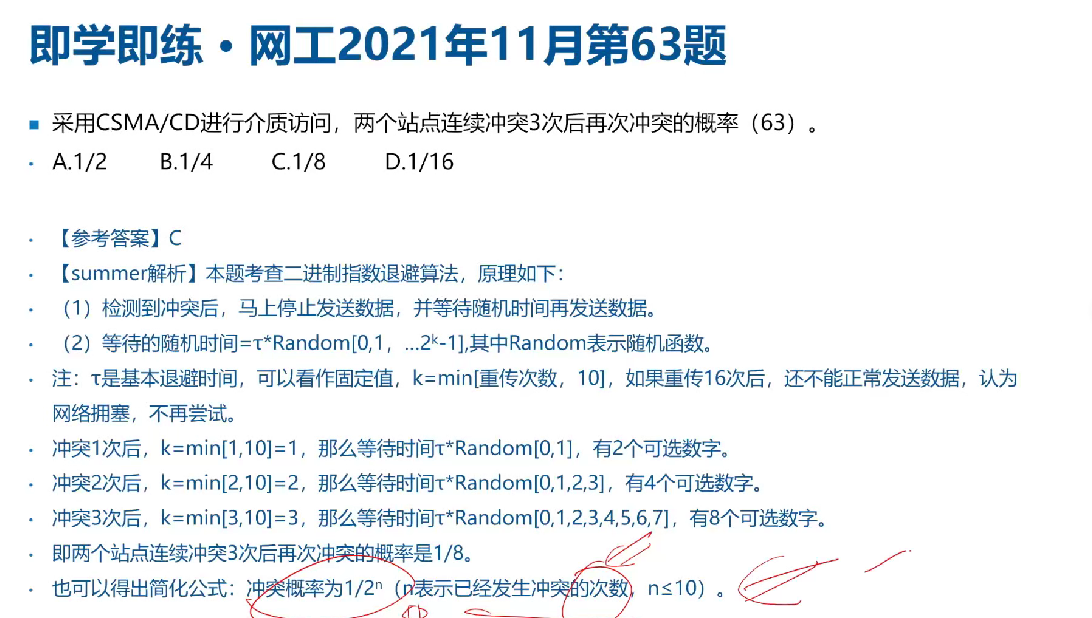 即学即练·网工2021年11月第63题
■ 采用CSMA/CD进行介质访问，两个站点连续冲突3次后再次冲突的概率（63）。
· A.1/2 B.1/4 C.1/8 D.1/16
· 【参考答案】C
· 【summer解析】本题考查二进制指数退避算法，原理如下：
· （1）检测到冲突后，马上停止发送数据，并等待随机时间再发送数据。
· （2）等待的随机时间=τ*Random[0,1，…2ᵏ-1],其中Random表示随机函数。
· 注：τ是基本退避时间，可以看作固定值，k=min[重传次数，10]，如果重传16次后，还不能正常发送数据，认为
网络拥塞，不再尝试。
· 冲突1次后，k=min[1,10]=1，那么等待时间τ*Random[0,1]，有2个可选数字。
· 冲突2次后，k=min[2,10]=2，那么等待时间τ*Random[0,1,2,3]，有4个可选数字。
· 冲突3次后，k=min[3,10]=3，那么等待时间τ*Random[0,1,2,3,4,5,6,7]，有8个可选数字。
· 即两个站点连续冲突3次后再次冲突的概率是1/8。
· 也可以得出简化公式：冲突概率为1/2ⁿ（n表示已经发生冲突的次数，n≤10）。